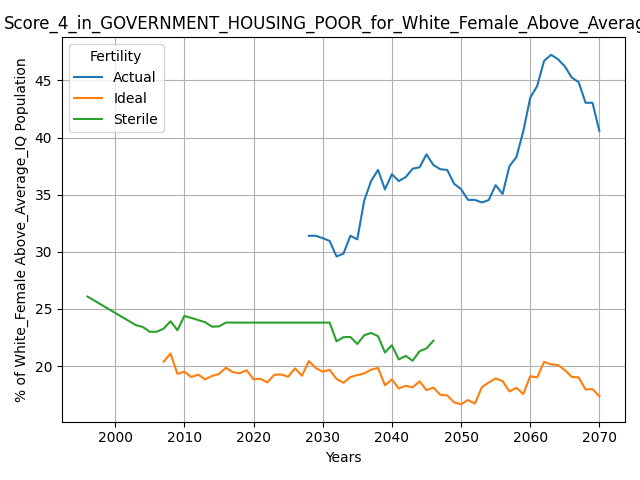 Score_4_in_GOVERNMENT_HOUSING_POOR_for_White_Female_Above_Averag
Fertility
Actual
Ideal
Sterile
% of White_Female Above_Average_IQ Population
45
40
35
30
25
20
2000 2010 2020 2030 2040 2050 2060 2070
Years